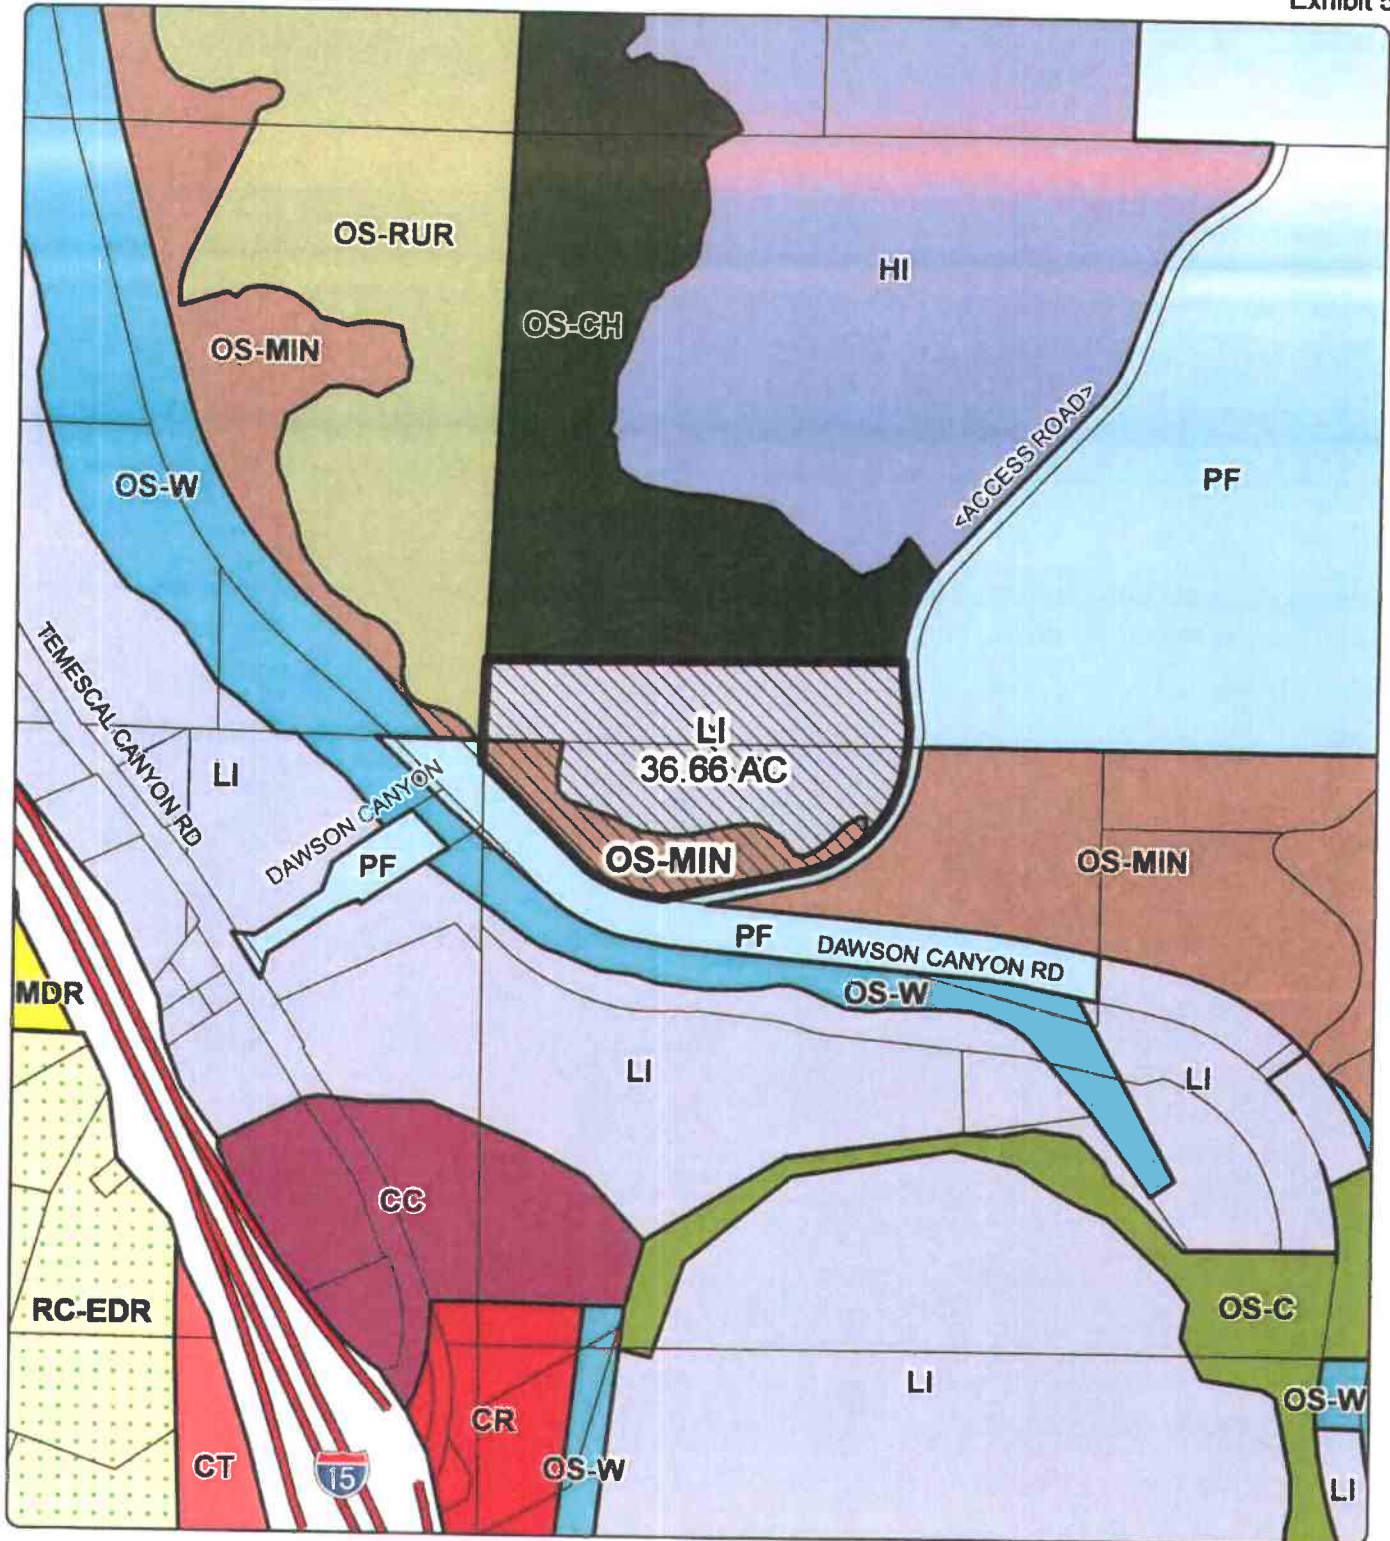 Exhibit 5
OS-RUR
HI
OS-CH
OS-MIN
<ACCESS ROAD>
PF
OS-W
TEMESCAL CANYON RD
LI
36.66 AC
LI
DAWSON CANYON
PF
OS-MIN
OS-MIN
PF
DAWSON CANYON RD
OS-W
MDR
LI
LI
CC
RC-EDR
OS-C
LI
OS-W
CR
CT
15
OS-W
LI